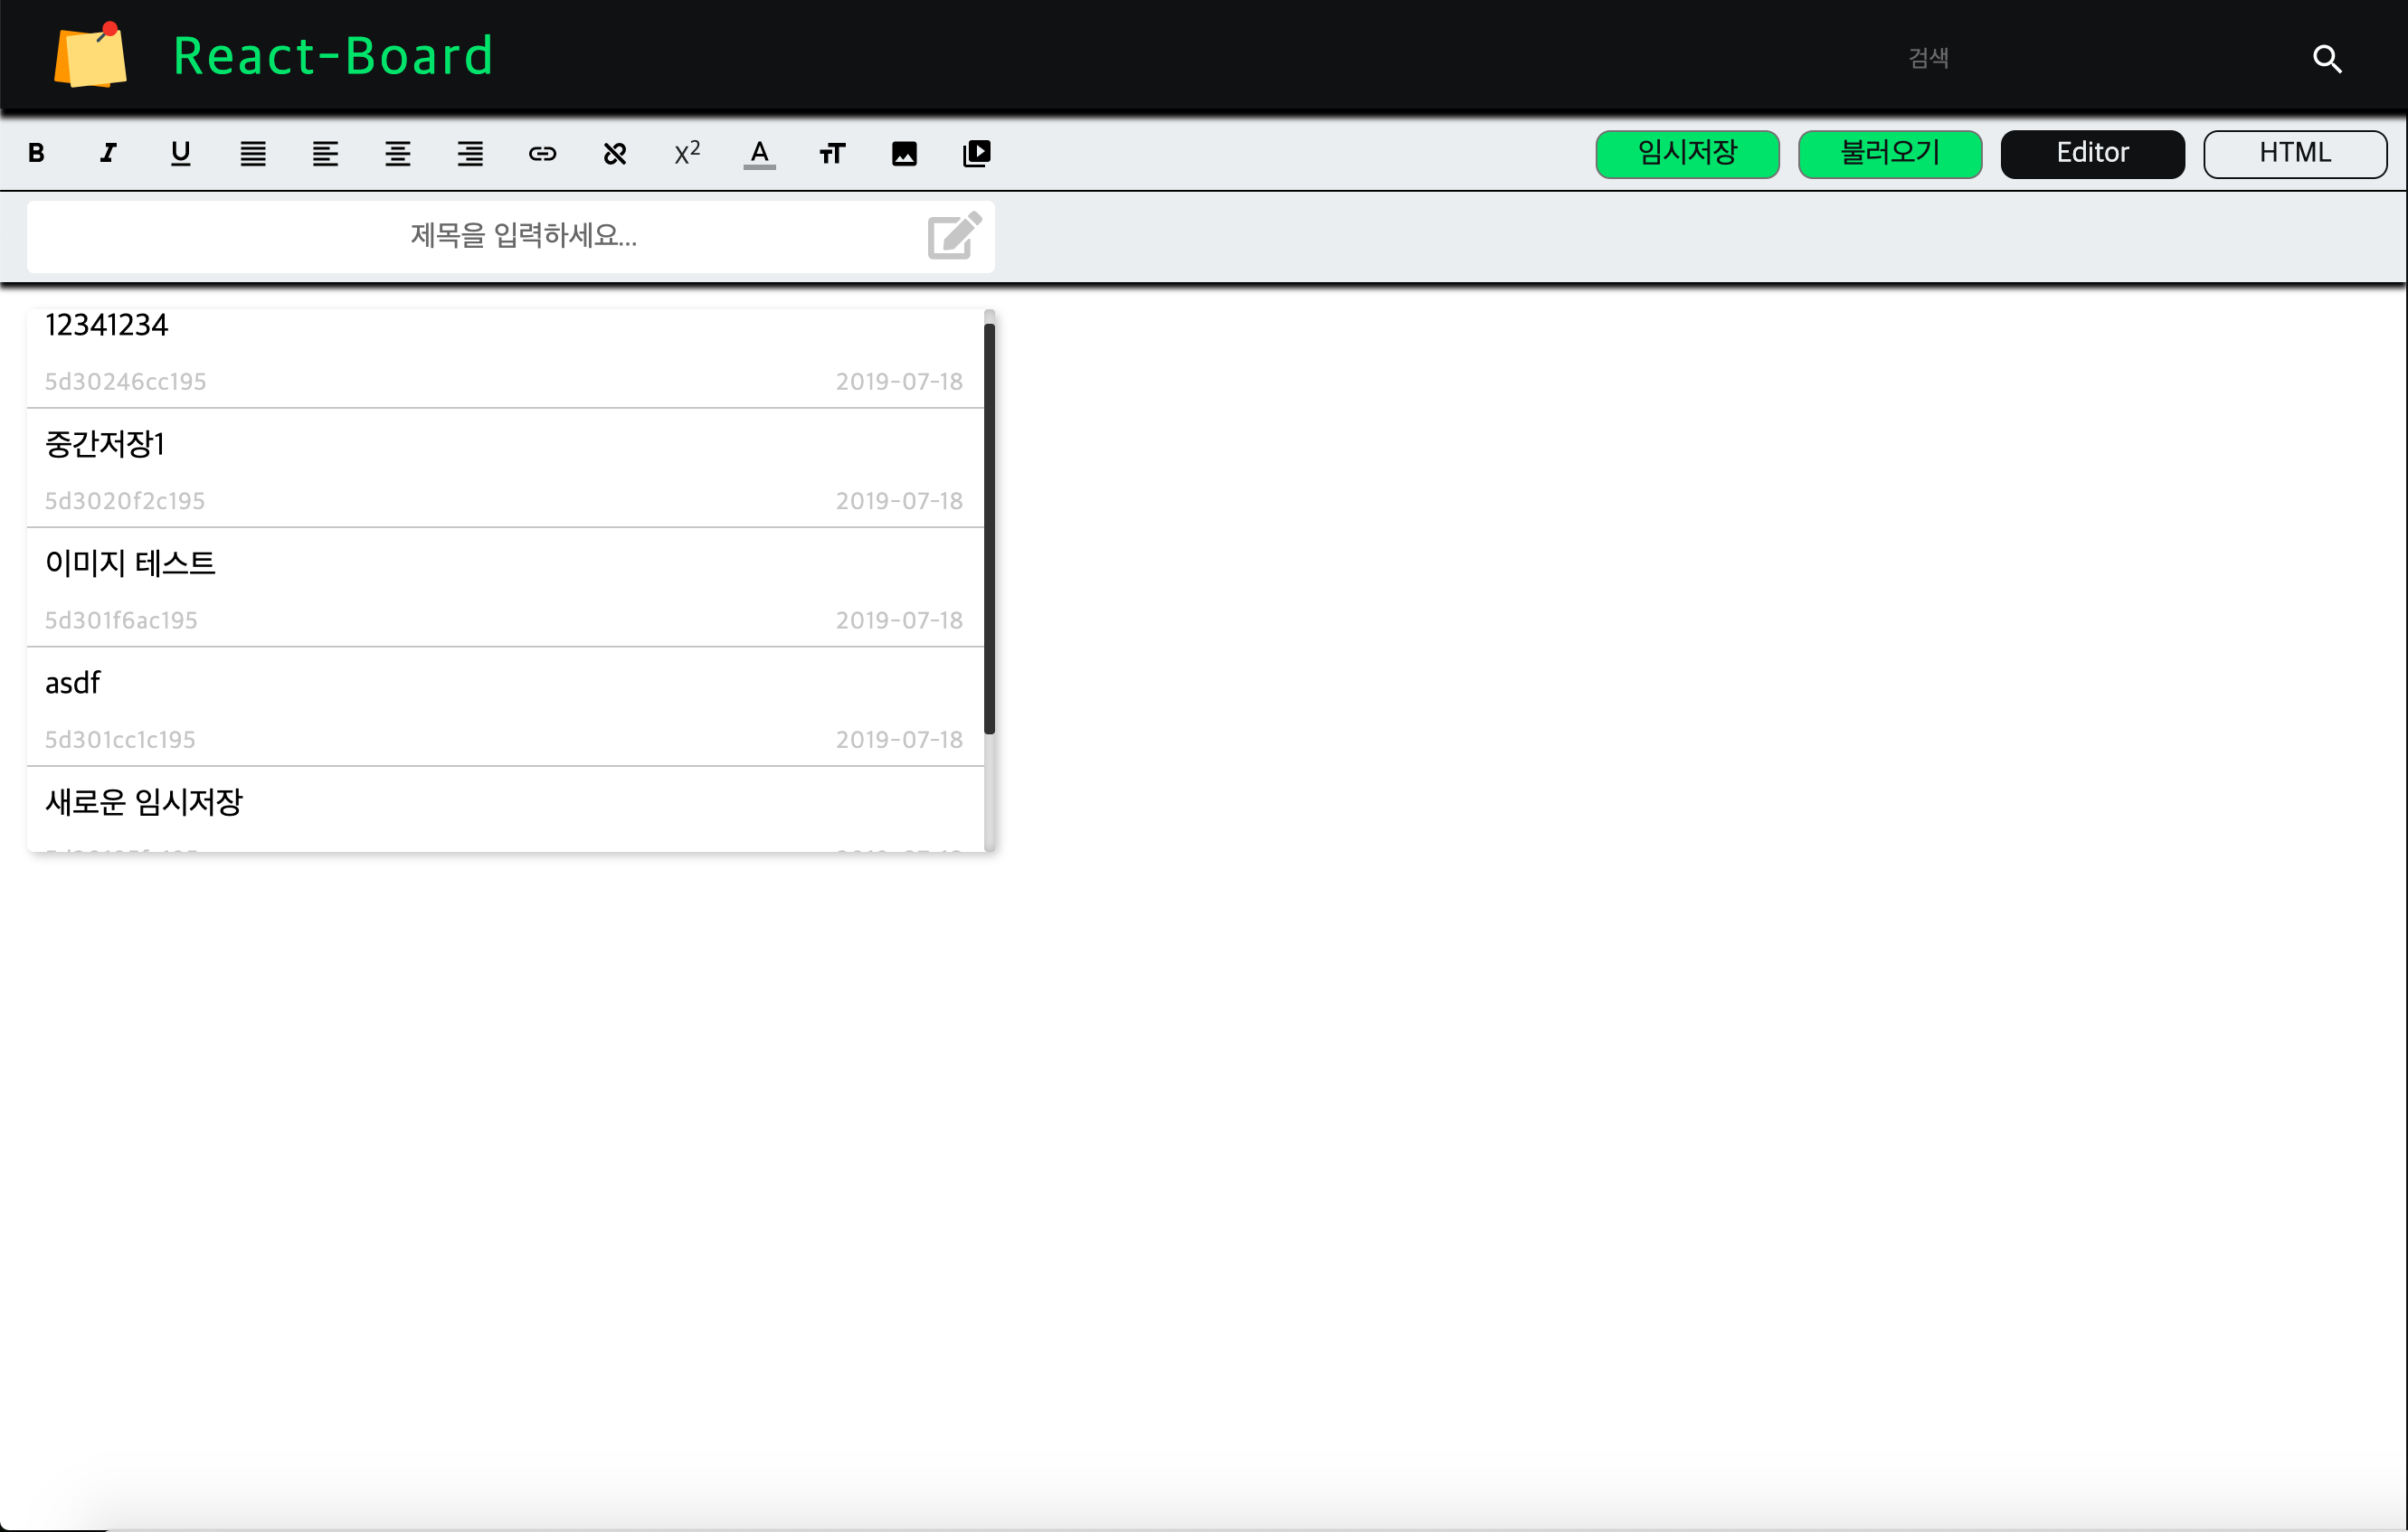 React-Board
검색
B I U X² A TT 임시저장 불러오기 Editor HTML
제목을 입력하세요...
12341234
5d30246cc195 2019-07-18
중간저장1
5d3020f2c195 2019-07-18
이미지 테스트
5d301f6ac195 2019-07-18
asdf
5d301cc1c195 2019-07-18
새로운 임시저장